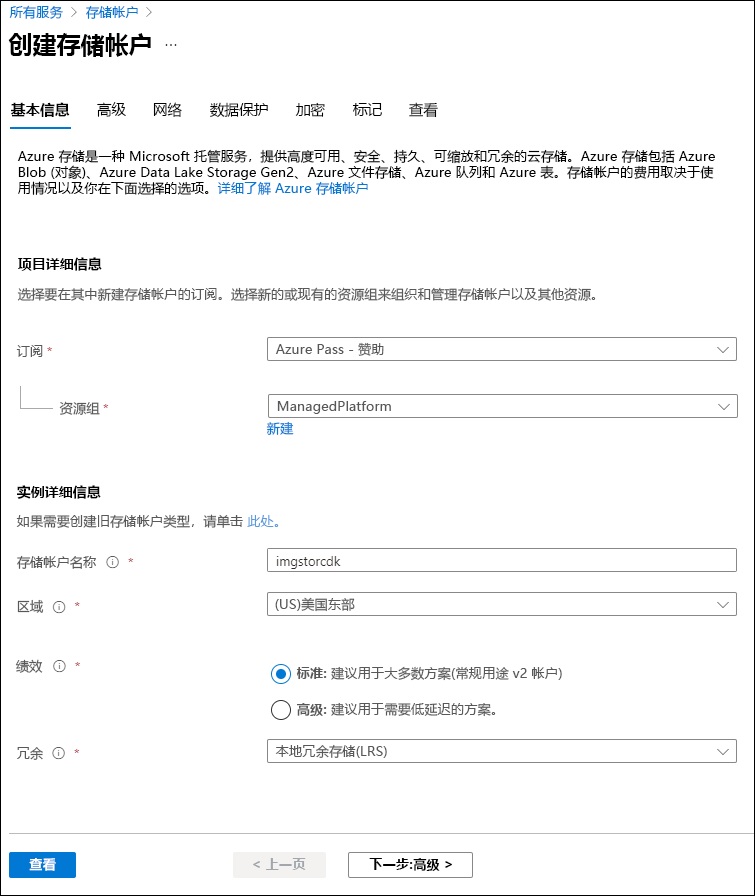 所有服务 > 存储帐户 >
创建存储帐户 ...
基本信息 高级 网络 数据保护 加密 标记 查看
Azure 存储是一种 Microsoft 托管服务，提供高度可用、安全、持久、可缩放和冗余的云存储。Azure 存储包括 Azure
Blob (对象)、Azure Data Lake Storage Gen2、Azure 文件存储、Azure 队列和 Azure 表。存储帐户的费用取决于使
用情况以及你在下面选择的选项。详细了解 Azure 存储帐户
项目详细信息
选择要在其中新建存储帐户的订阅。选择新的或现有的资源组来组织和管理存储帐户以及其他资源。
订阅 * Azure Pass - 赞助
资源组 * ManagedPlatform
新建
实例详细信息
如果需要创建旧存储帐户类型，请单击 此处。
存储帐户名称 * imgstorcdk
区域 * (US)美国东部
绩效 * 标准: 建议用于大多数方案(常规用途 v2 帐户)
高级: 建议用于需要低延迟的方案。
冗余 * 本地冗余存储(LRS)
查看 < 上一页 下一步:高级 >